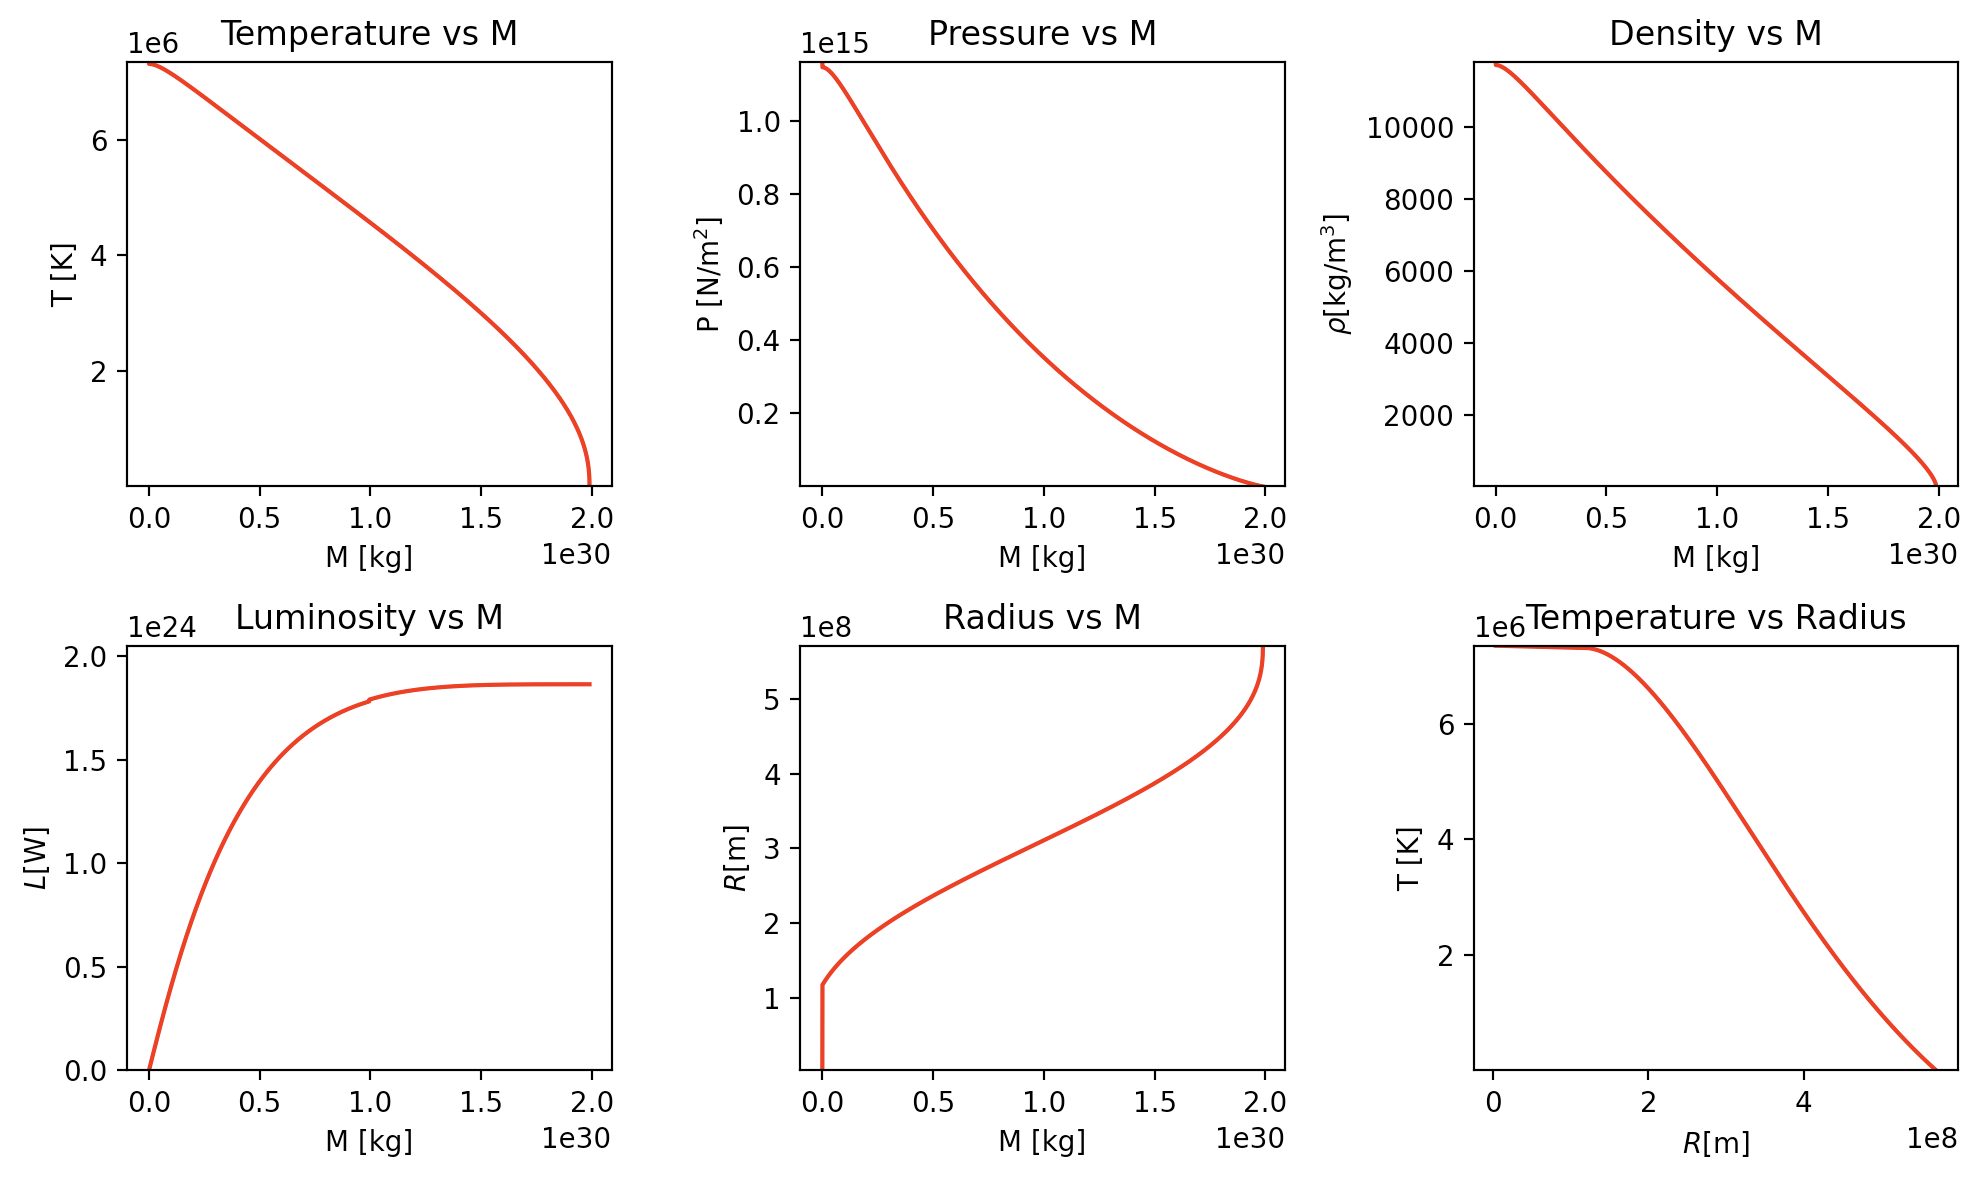 Temperature vs M
1e6
T [K]
6
4
2
0.0 0.5 1.0 1.5 2.0
M [kg]
1e30
Pressure vs M
1e15
P [N/m²]
1.0
0.8
0.6
0.4
0.2
0.0 0.5 1.0 1.5 2.0
M [kg]
1e30
Density vs M
ρ[kg/m³]
10000
8000
6000
4000
2000
0.0 0.5 1.0 1.5 2.0
M [kg]
1e30
Luminosity vs M
1e24
L[W]
2.0
1.5
1.0
0.5
0.0
0.0 0.5 1.0 1.5 2.0
M [kg]
1e30
Radius vs M
1e8
R[m]
5
4
3
2
1
0.0 0.5 1.0 1.5 2.0
M [kg]
1e30
Temperature vs Radius
1e6
T [K]
6
4
2
0 2 4
R[m]
1e8